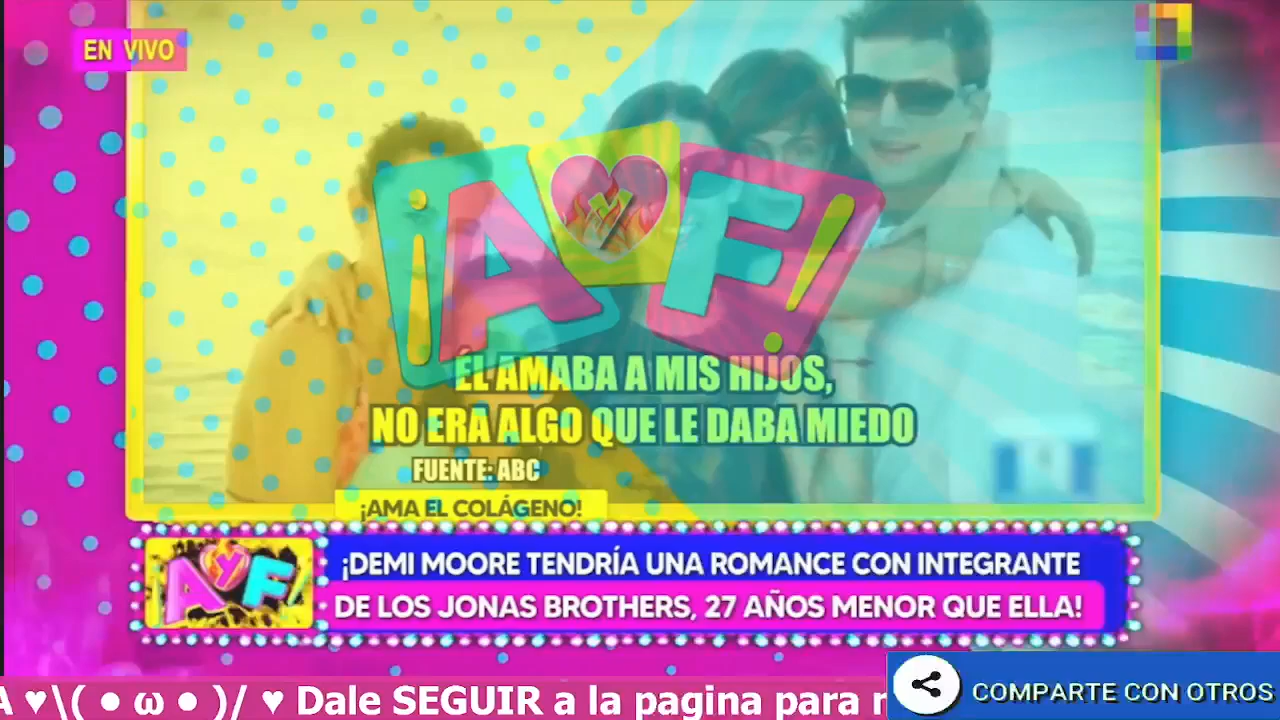 EN VIVO
¡AyF!
ÉL AMABA A MIS HIJOS,
NO ERA ALGO QUE LE DABA MIEDO
FUENTE: ABC
¡AMA EL COLÁGENO!
AyF!
¡DEMI MOORE TENDRÍA UNA ROMANCE CON INTEGRANTE
DE LOS JONAS BROTHERS, 27 AÑOS MENOR QUE ELLA!
A ♥\( ● ω ● )/ ♥ Dale SEGUIR a la pagina para
COMPARTE CON OTROS